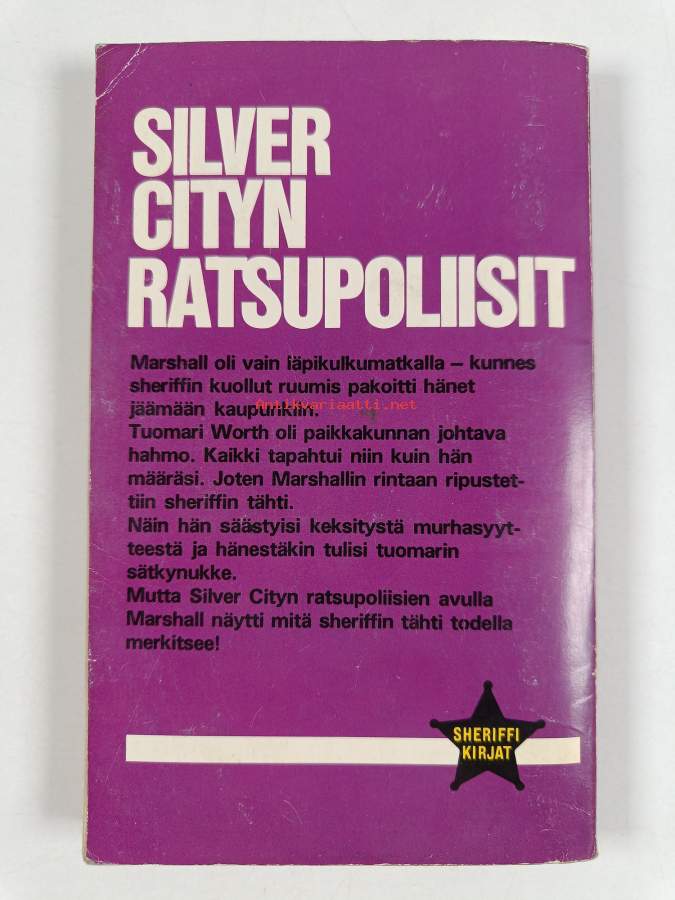 SILVER
CITYN
RATSUPOLIISIT
Marshall oli vain läpikulkumatkalla – kunnes
sheriffin kuollut ruumis pakoitti hänet
jäämään kaupunkiin.
Antikvariaatti.net
Tuomari Worth oli paikkakunnan johtava
hahmo. Kaikki tapahtui niin kuin hän
määräsi. Joten Marshallin rintaan ripustet-
tiin sheriffin tähti.
Näin hän säästyisi keksitystä murhasyyt-
teestä ja hänestäkin tulisi tuomarin
sätkynukke.
Mutta Silver Cityn ratsupoliisien avulla
Marshall näytti mitä sheriffin tähti todella
merkitsee!
SHERIFFI
KIRJAT